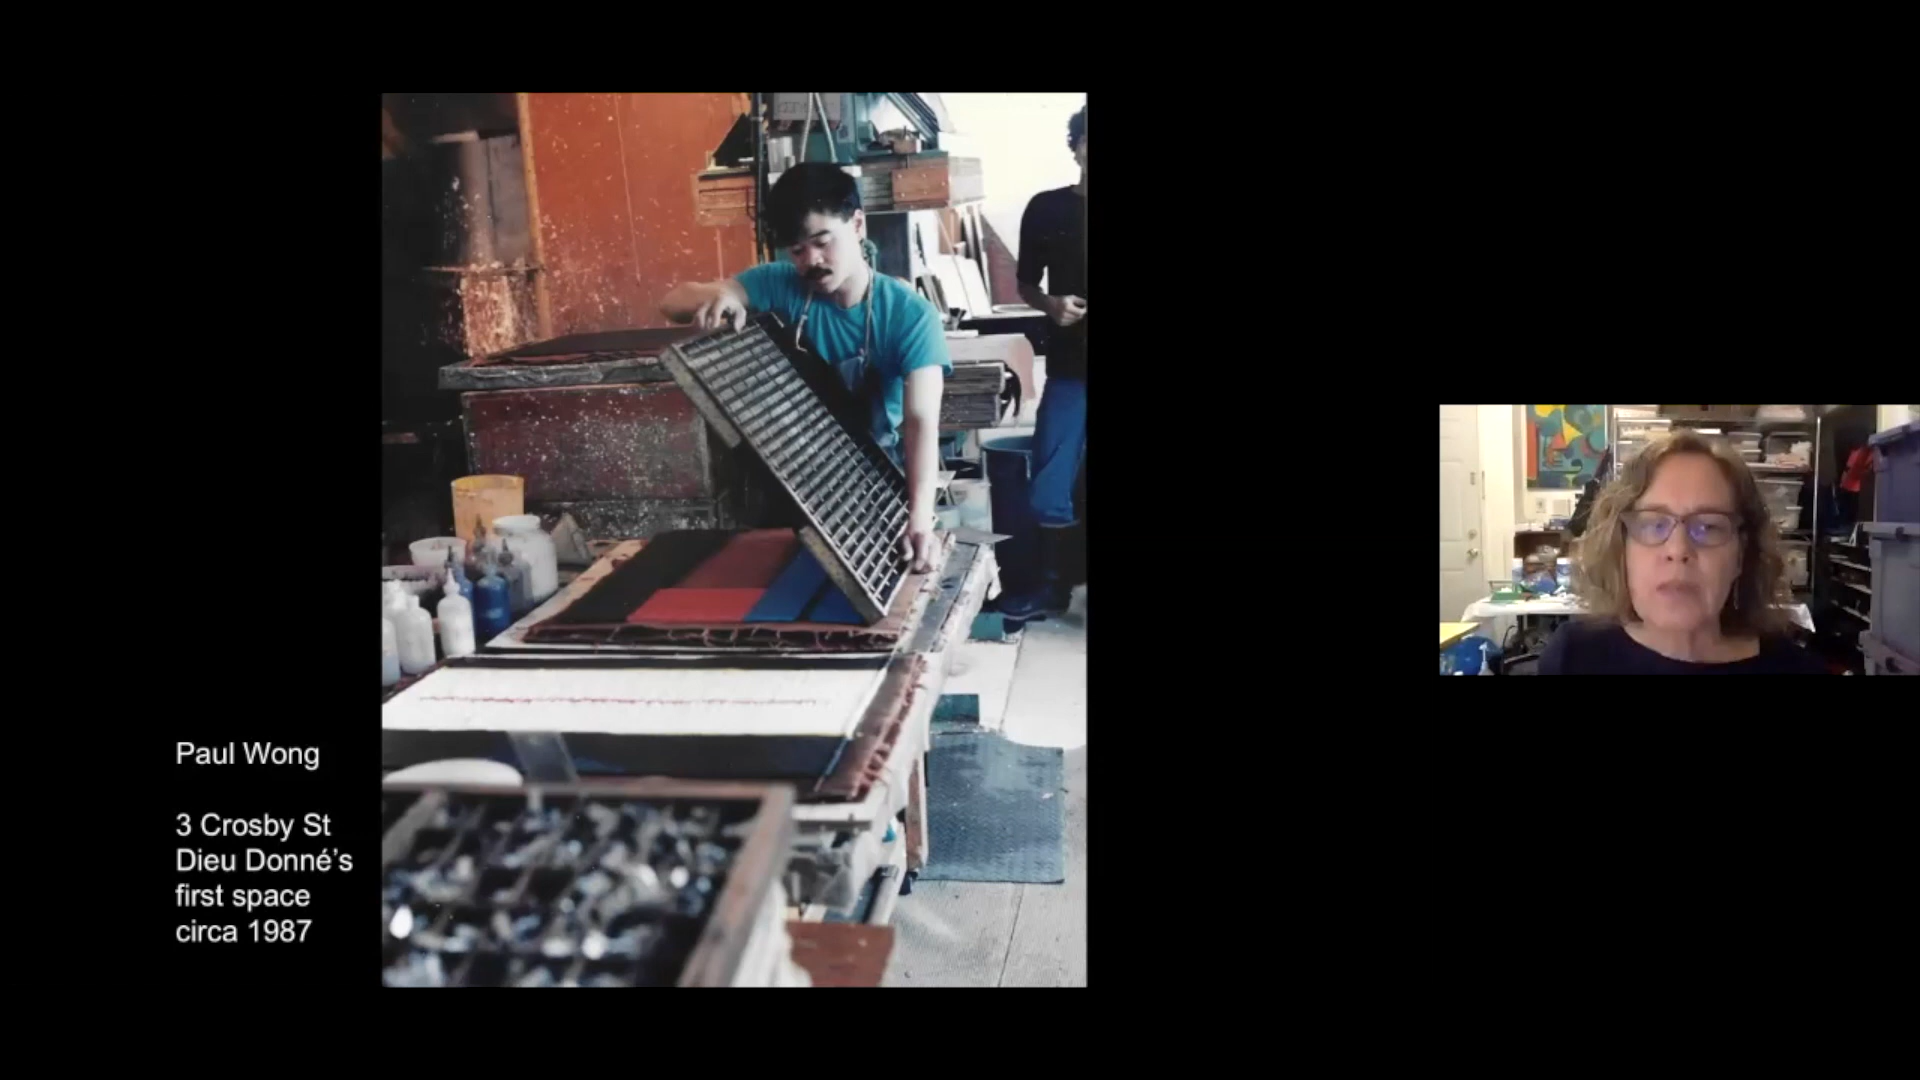 Paul Wong
3 Crosby St
Dieu Donné's
first space
circa 1987